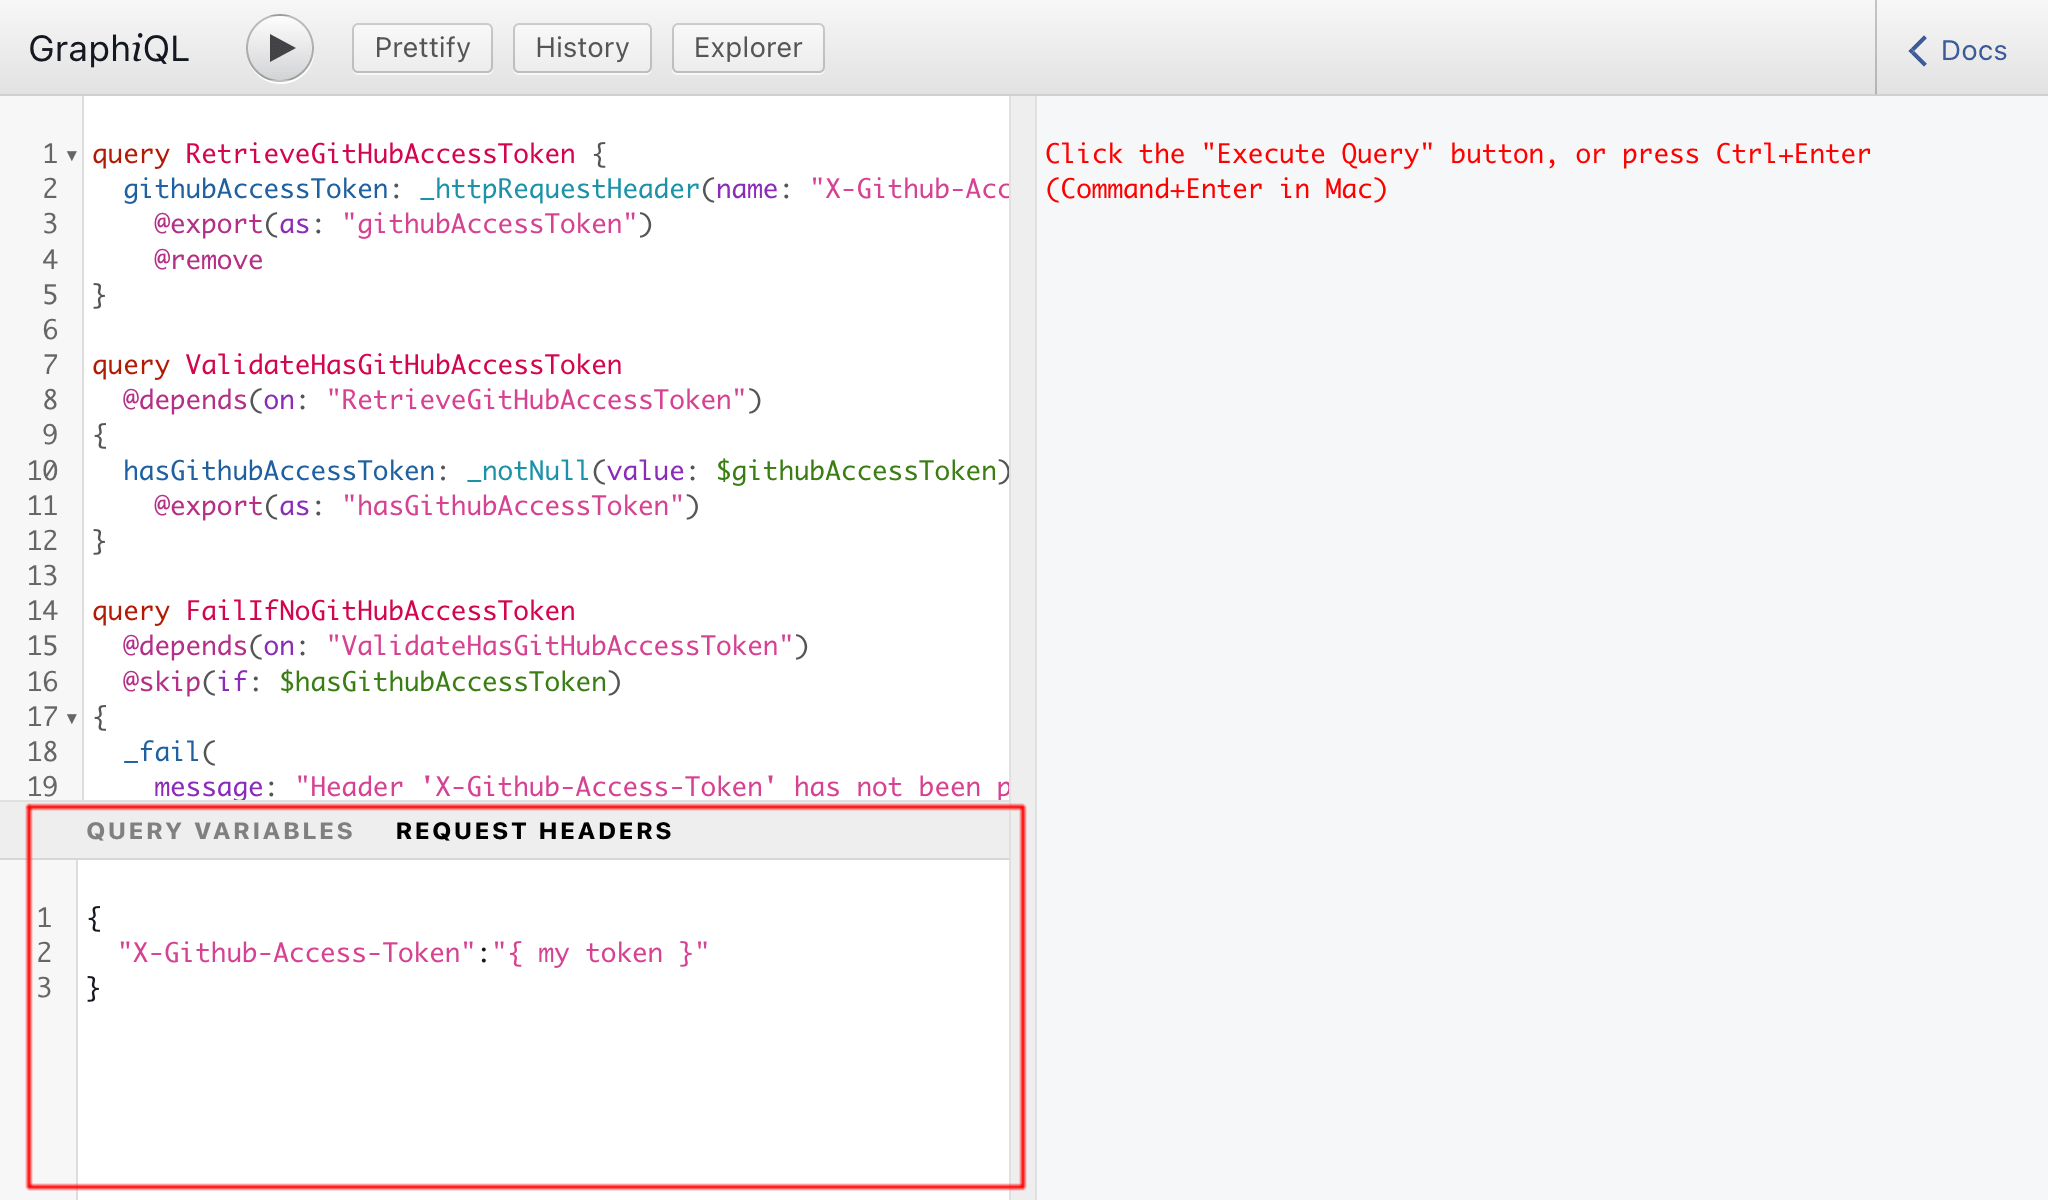 GraphiQL Prettify History Explorer Docs
1 query RetrieveGitHubAccessToken {
2 githubAccessToken: _httpRequestHeader(name: "X-Github-Acc
3 @export(as: "githubAccessToken")
4 @remove
5 }
6
7 query ValidateHasGitHubAccessToken
8 @depends(on: "RetrieveGitHubAccessToken")
9 {
10 hasGithubAccessToken: _notNull(value: $githubAccessToken)
11 @export(as: "hasGithubAccessToken")
12 }
13
14 query FailIfNoGitHubAccessToken
15 @depends(on: "ValidateHasGitHubAccessToken")
16 @skip(if: $hasGithubAccessToken)
17 {
18 _fail(
19 message: "Header 'X-Github-Access-Token' has not been p
QUERY VARIABLES REQUEST HEADERS
1 {
2 "X-Github-Access-Token":"{ my token }"
3 }
Click the "Execute Query" button, or press Ctrl+Enter
(Command+Enter in Mac)